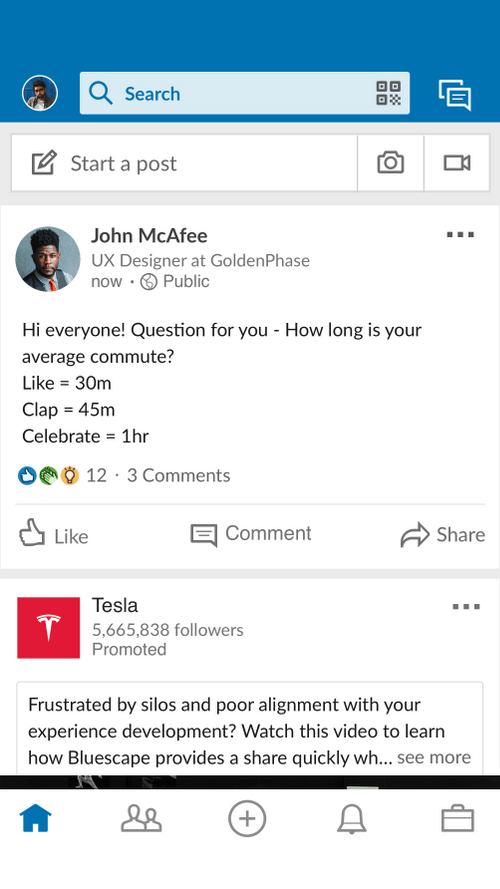 Search
Start a post
John McAfee
UX Designer at GoldenPhase
now · Public
Hi everyone! Question for you - How long is your
average commute?
Like = 30m
Clap = 45m
Celebrate = 1hr
12 · 3 Comments
Like Comment Share
Tesla
5,665,838 followers
Promoted
Frustrated by silos and poor alignment with your
experience development? Watch this video to learn
how Bluescape provides a share quickly wh... see more